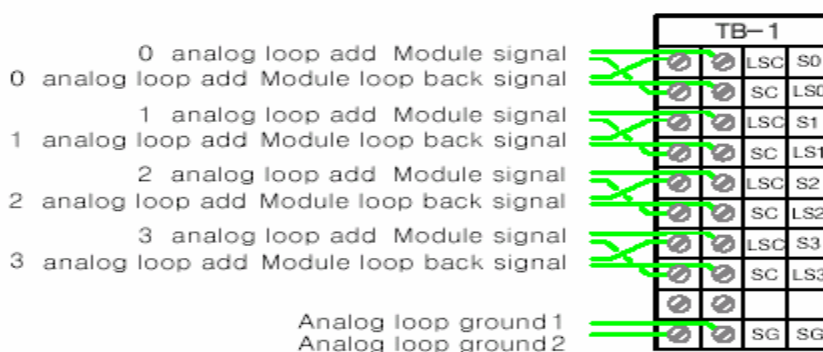 TB-1
0 analog loop add Module signal
LSC S0
0 analog loop add Module loop back signal
SC LS0
1 analog loop add Module signal
LSC S1
1 analog loop add Module loop back signal
SC LS1
2 analog loop add Module signal
LSC S2
2 analog loop add Module loop back signal
SC LS2
3 analog loop add Module signal
LSC S3
3 analog loop add Module loop back signal
SC LS3
Analog loop ground1
SG SG
Analog loop ground2